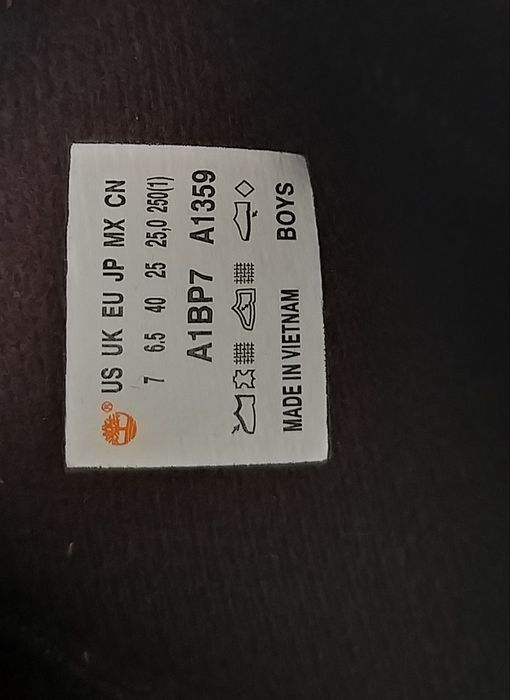 ® US UK EU JP MX CN
7 6.5 40 25 25,0 250(1)
A1BP7 A1359
MADE IN VIETNAM BOYS